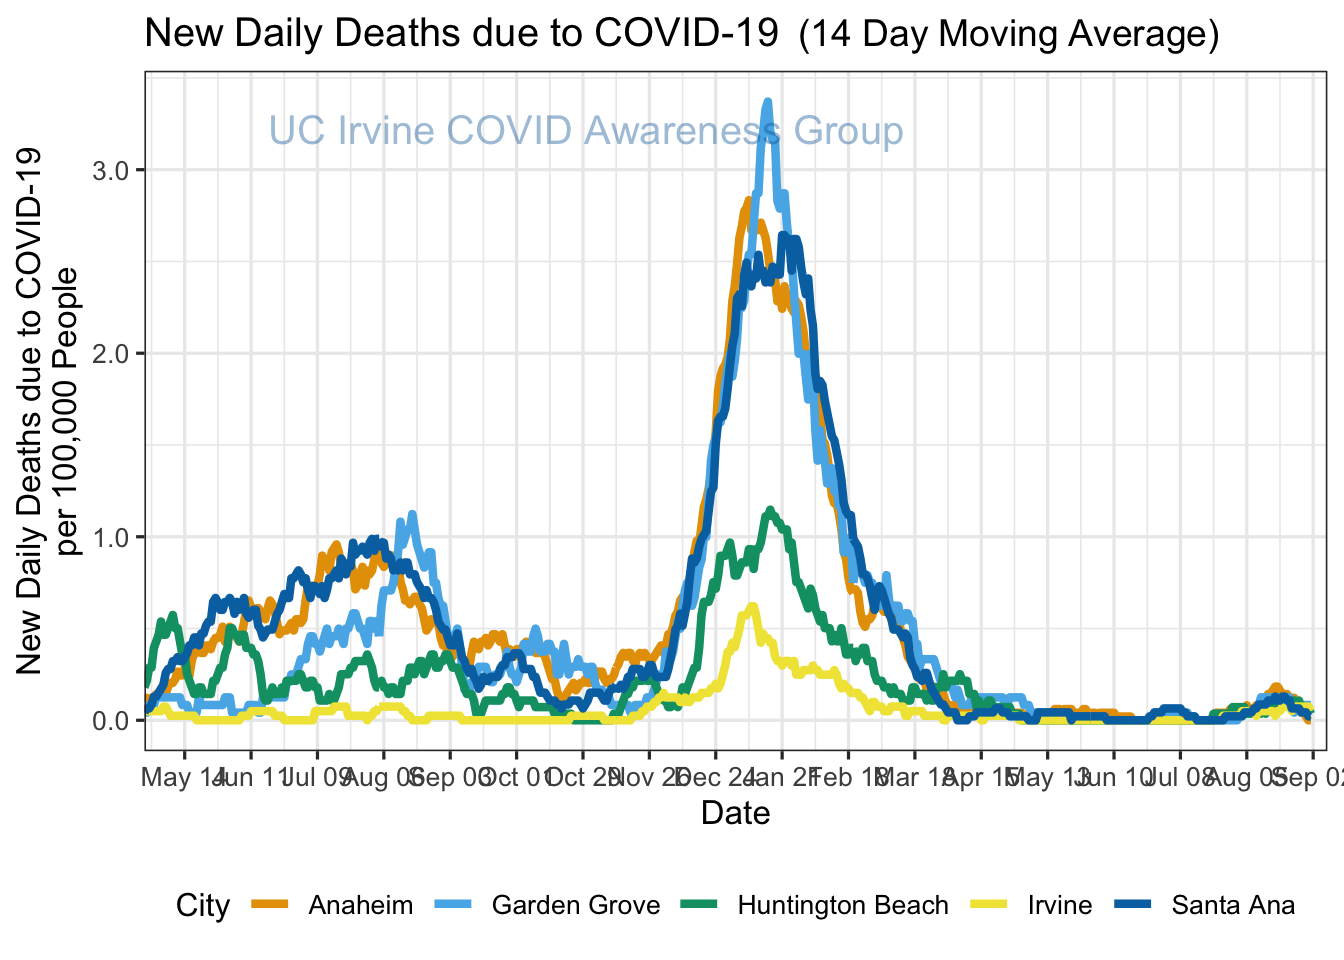 New Daily Deaths due to COVID-19 (14 Day Moving Average)
UC Irvine COVID Awareness Group
New Daily Deaths due to COVID-19
per 100,000 People
3.0
2.0
1.0
0.0
May 14 Jun 11 Jul 09 Aug 06 Sep 03 Oct 01 Oct 29 Nov 26 Dec 24 Jan 21 Feb 18 Mar 18 Apr 15 May 13 Jun 10 Jul 08 Aug 05 Sep 02
Date
City Anaheim Garden Grove Huntington Beach Irvine Santa Ana